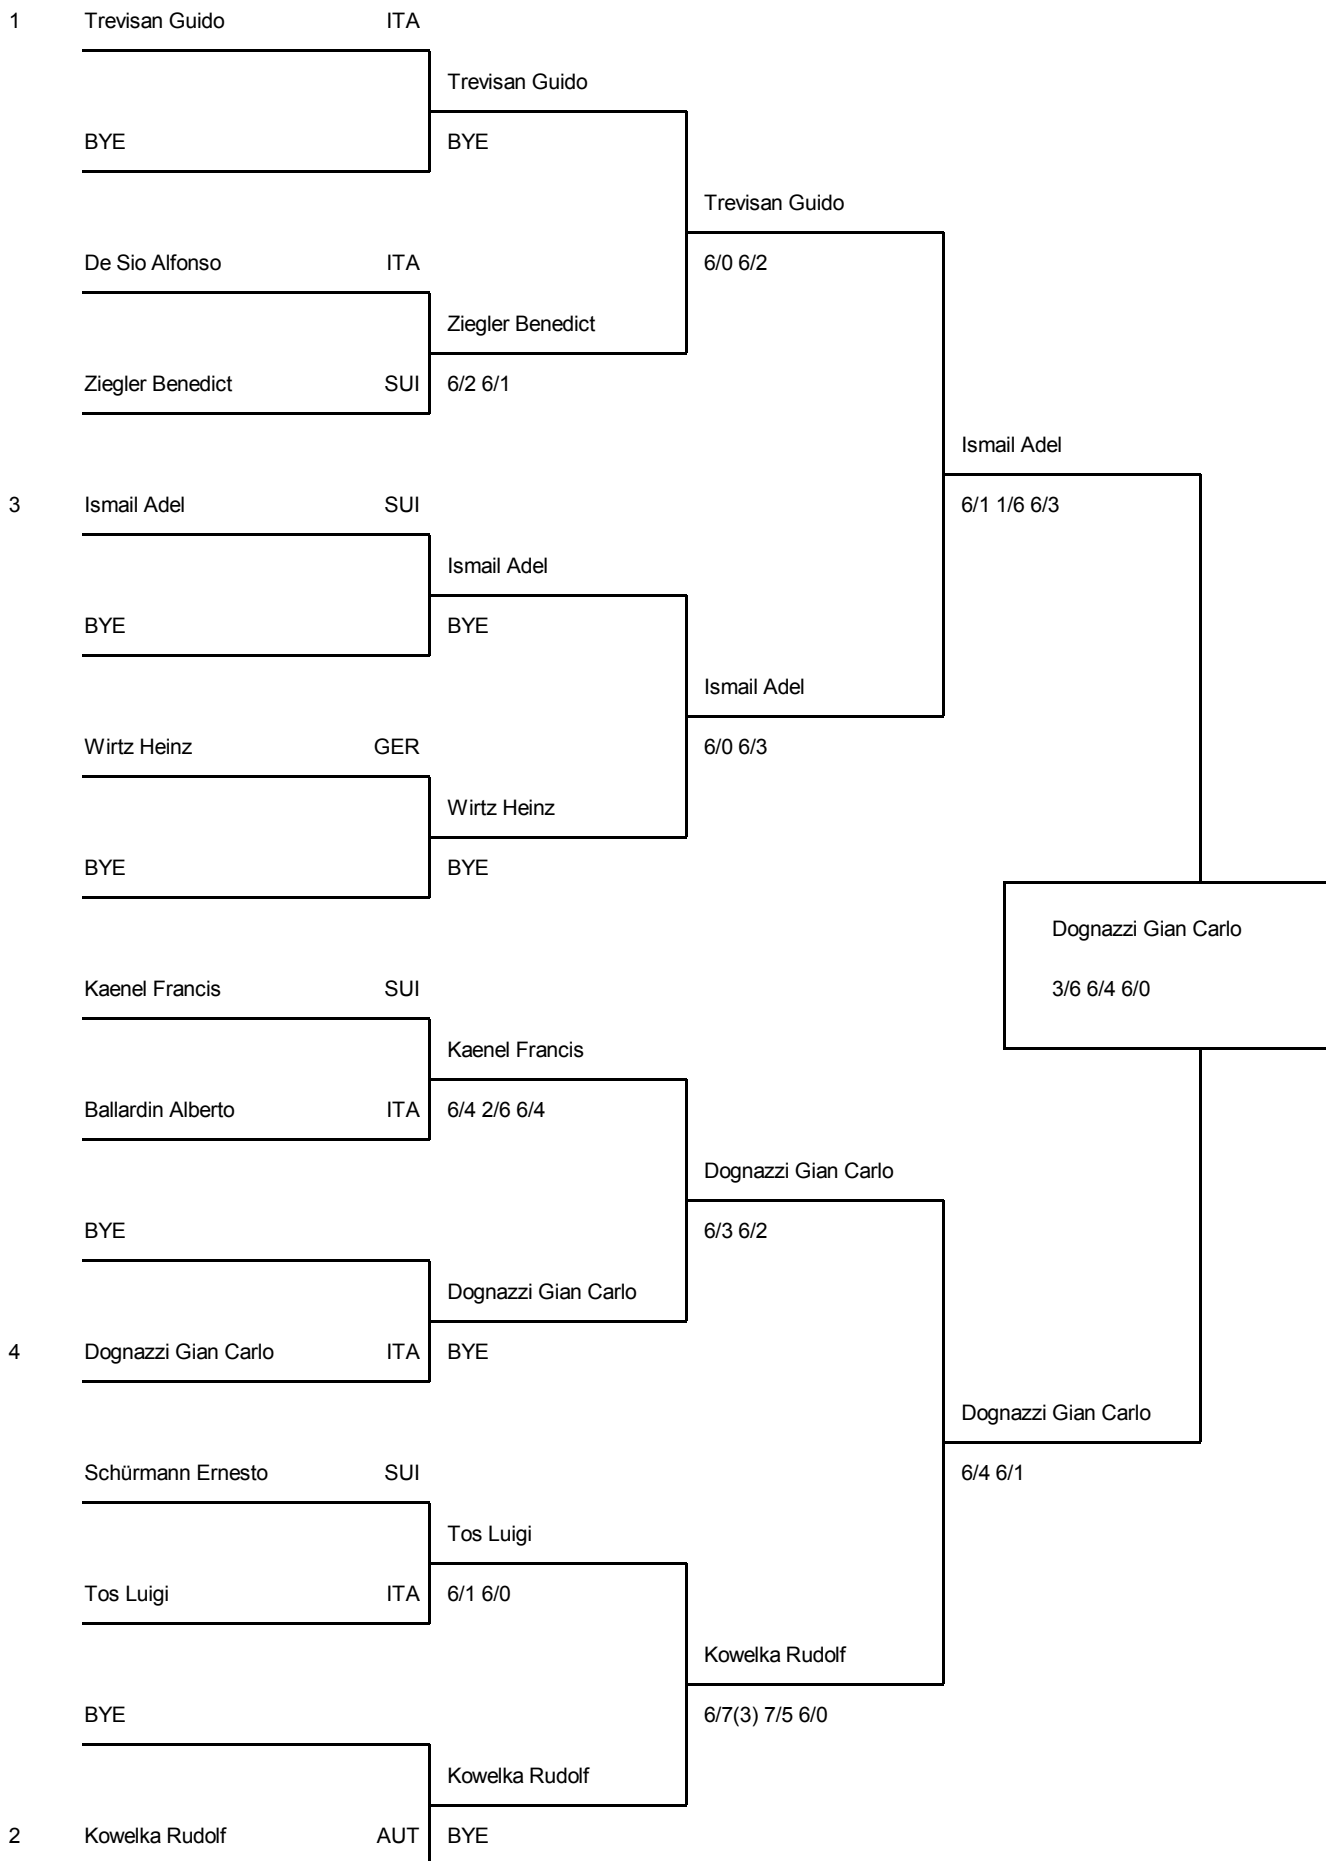 1 Trevisan Guido ITA
Trevisan Guido
BYE BYE
Trevisan Guido
De Sio Alfonso ITA 6/0 6/2
Ziegler Benedict
Ziegler Benedict SUI 6/2 6/1
Ismail Adel
3 Ismail Adel SUI 6/1 1/6 6/3
Ismail Adel
BYE BYE
Ismail Adel
Wirtz Heinz GER 6/0 6/3
Wirtz Heinz
BYE BYE
Dognazzi Gian Carlo
Kaenel Francis SUI 3/6 6/4 6/0
Kaenel Francis
Ballardin Alberto ITA 6/4 2/6 6/4
Dognazzi Gian Carlo
BYE 6/3 6/2
Dognazzi Gian Carlo
4 Dognazzi Gian Carlo ITA BYE
Dognazzi Gian Carlo
Schürmann Ernesto SUI 6/4 6/1
Tos Luigi
Tos Luigi ITA 6/1 6/0
Kowelka Rudolf
BYE 6/7(3) 7/5 6/0
Kowelka Rudolf
2 Kowelka Rudolf AUT BYE